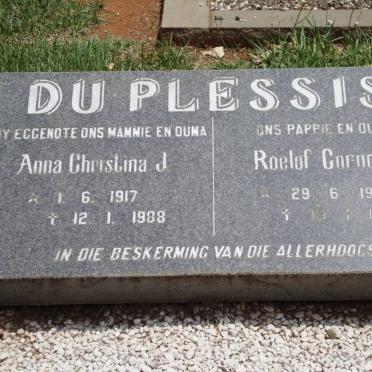 DU PLESSIS
MY EGGENOTE ONS MAMMIE EN OUMA
Anna Christina J.
☆ 1. 6. 1917
✝ 12. 1. 1988
ONS PAPPIE EN
Roelof
☆ 29. 6.
✝
IN DIE BESKERMING VAN DIE